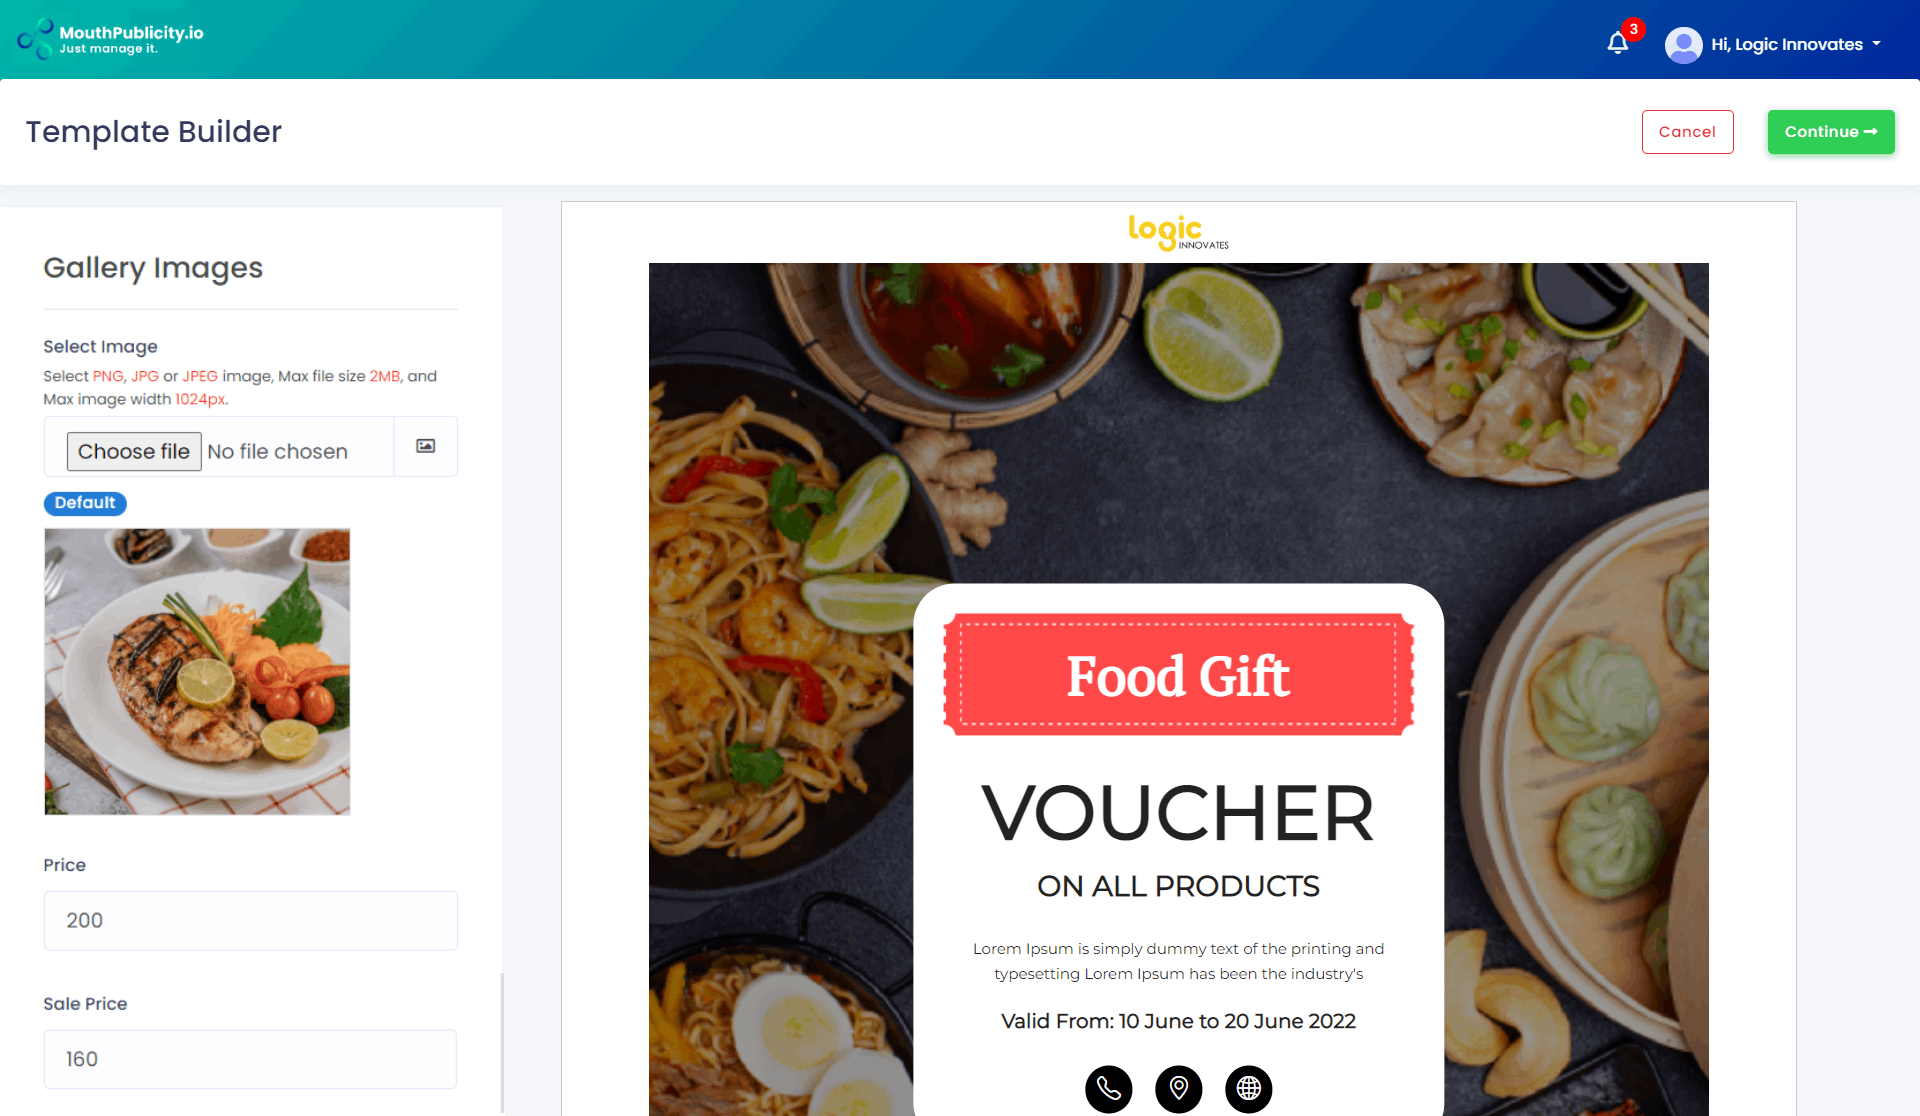 MouthPublicity.io
Just manage it.
3
Hi, Logic Innovates
Template Builder
Cancel
Continue
Gallery Images
Select Image
Select PNG, JPG or JPEG image, Max file size 2MB, and
Max image width 1024px.
Choose file No file chosen
Default
Price
200
Sale Price
160
logic
INNOVATES
Food Gift
VOUCHER
ON ALL PRODUCTS
Lorem Ipsum is simply dummy text of the printing and
typesetting Lorem Ipsum has been the industry's
Valid From: 10 June to 20 June 2022